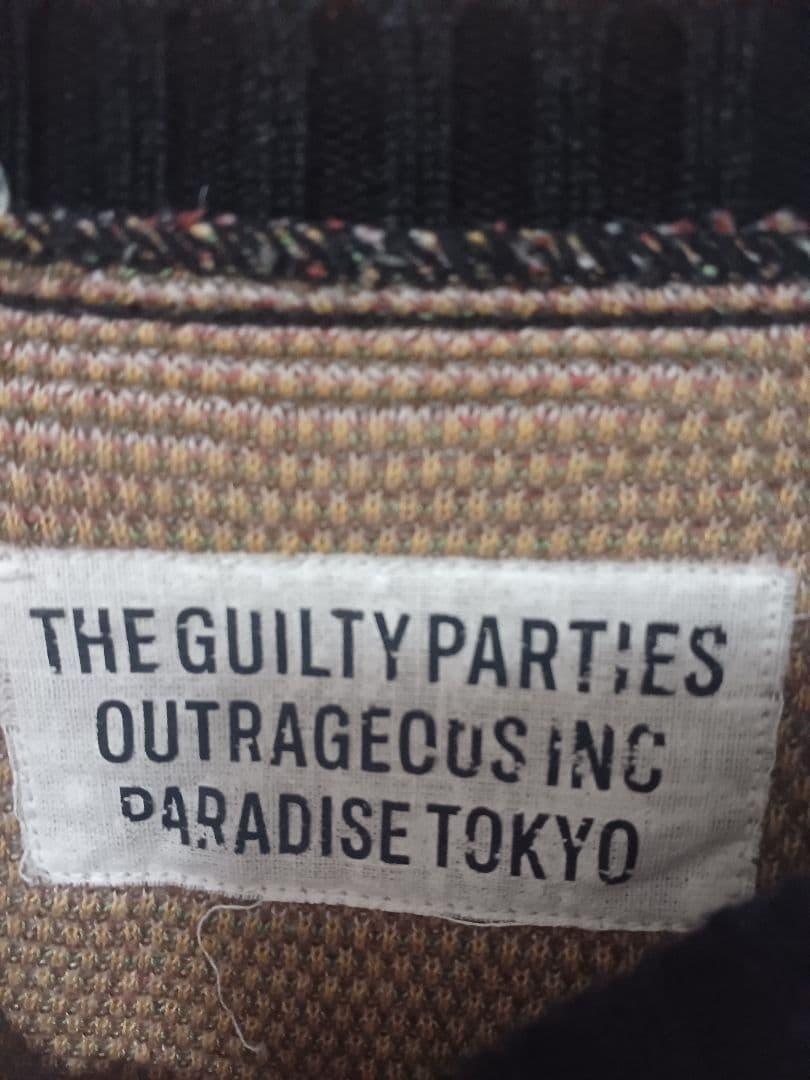 THE GUILTY PARTIES
OUTRAGEOUS INC
PARADISE TOKYO